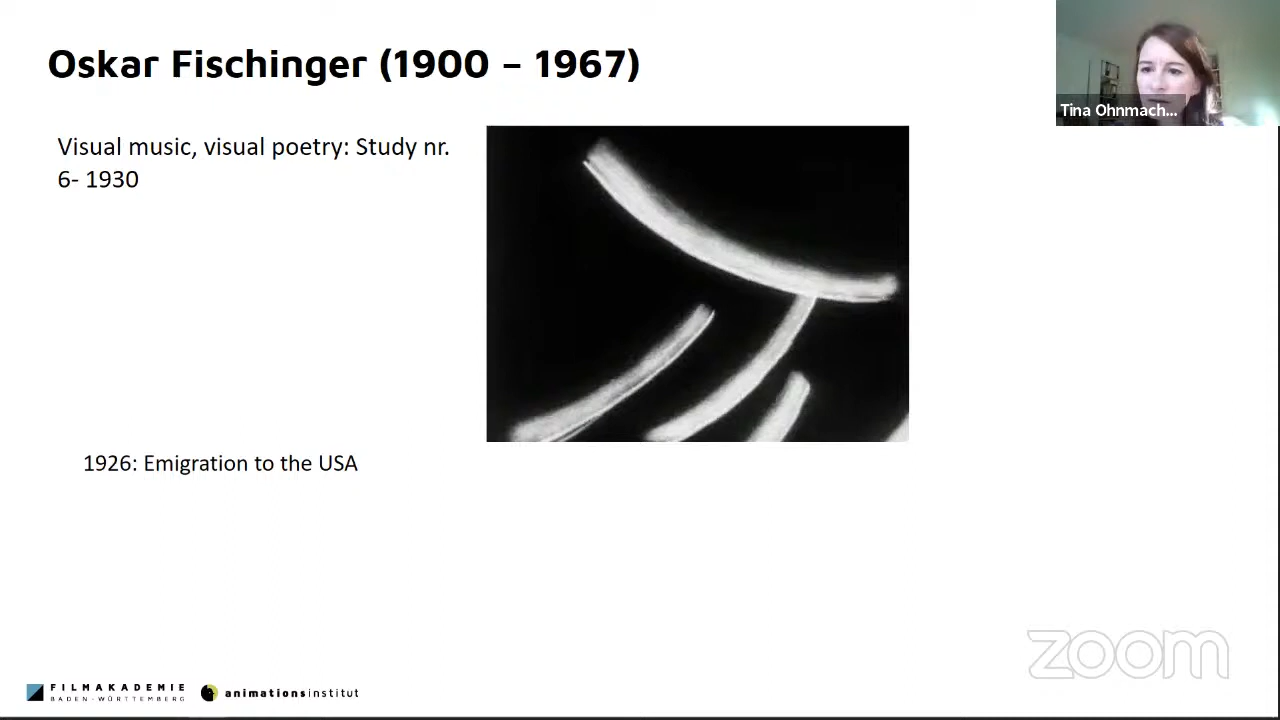 Oskar Fischinger (1900 – 1967)
Tina Ohnmach...
Visual music, visual poetry: Study nr.
6- 1930
1926: Emigration to the USA
zoom
FILMAKADEMIE
BADEN-WÜRTTEMBERG
animationsinstitut